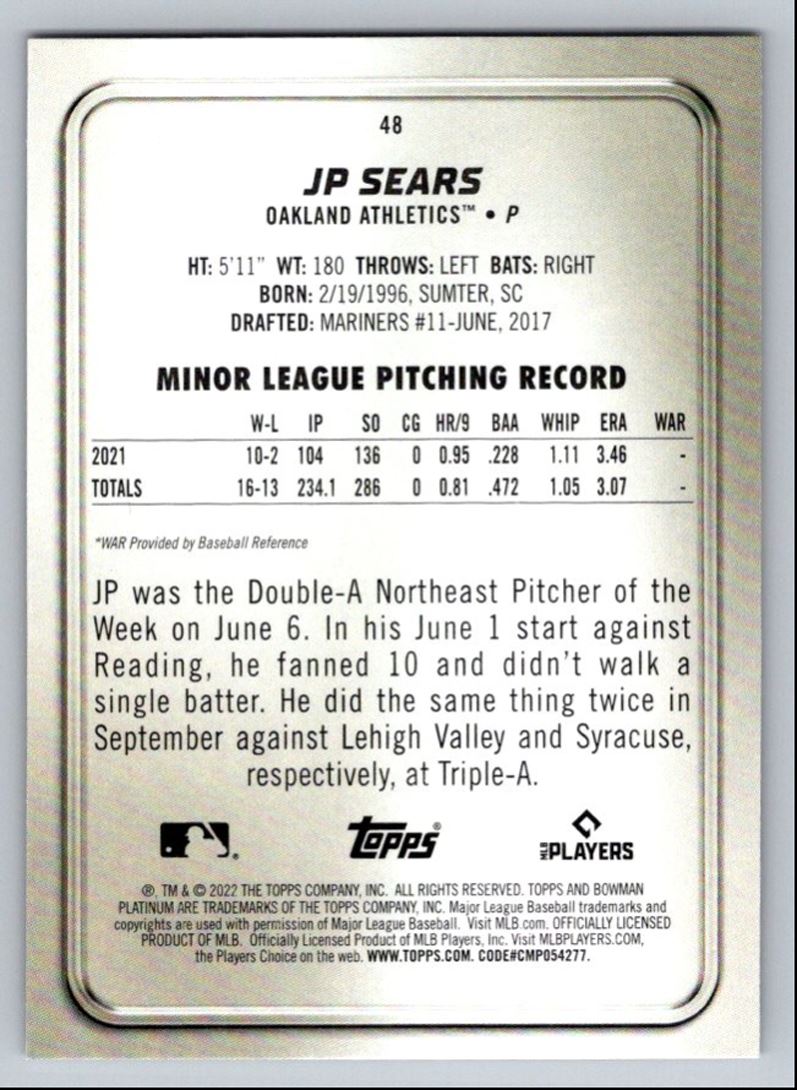 48
JP SEARS
OAKLAND ATHLETICS™ • P
HT: 5'11" WT: 180 THROWS: LEFT BATS: RIGHT
BORN: 2/19/1996, SUMTER, SC
DRAFTED: MARINERS #11-JUNE, 2017
MINOR LEAGUE PITCHING RECORD
W-L IP SO CG HR/9 BAA WHIP ERA WAR
2021 10-2 104 136 0 0.95 .228 1.11 3.46 -
TOTALS 16-13 234.1 286 0 0.81 .472 1.05 3.07 -
*WAR Provided by Baseball Reference
JP was the Double-A Northeast Pitcher of the
Week on June 6. In his June 1 start against
Reading, he fanned 10 and didn't walk a
single batter. He did the same thing twice in
September against Lehigh Valley and Syracuse,
respectively, at Triple-A.
Topps® MLB PLAYERS
®, TM & © 2022 THE TOPPS COMPANY, INC. ALL RIGHTS RESERVED. TOPPS AND BOWMAN
PLATINUM ARE TRADEMARKS OF THE TOPPS COMPANY, INC. Major League Baseball trademarks and
copyrights are used with permission of Major League Baseball. Visit MLB.com. OFFICIALLY LICENSED
PRODUCT OF MLB. Officially Licensed Product of MLB Players, Inc. Visit MLBPLAYERS.COM,
the Players Choice on the web. WWW.TOPPS.COM. CODE#CMP054277.